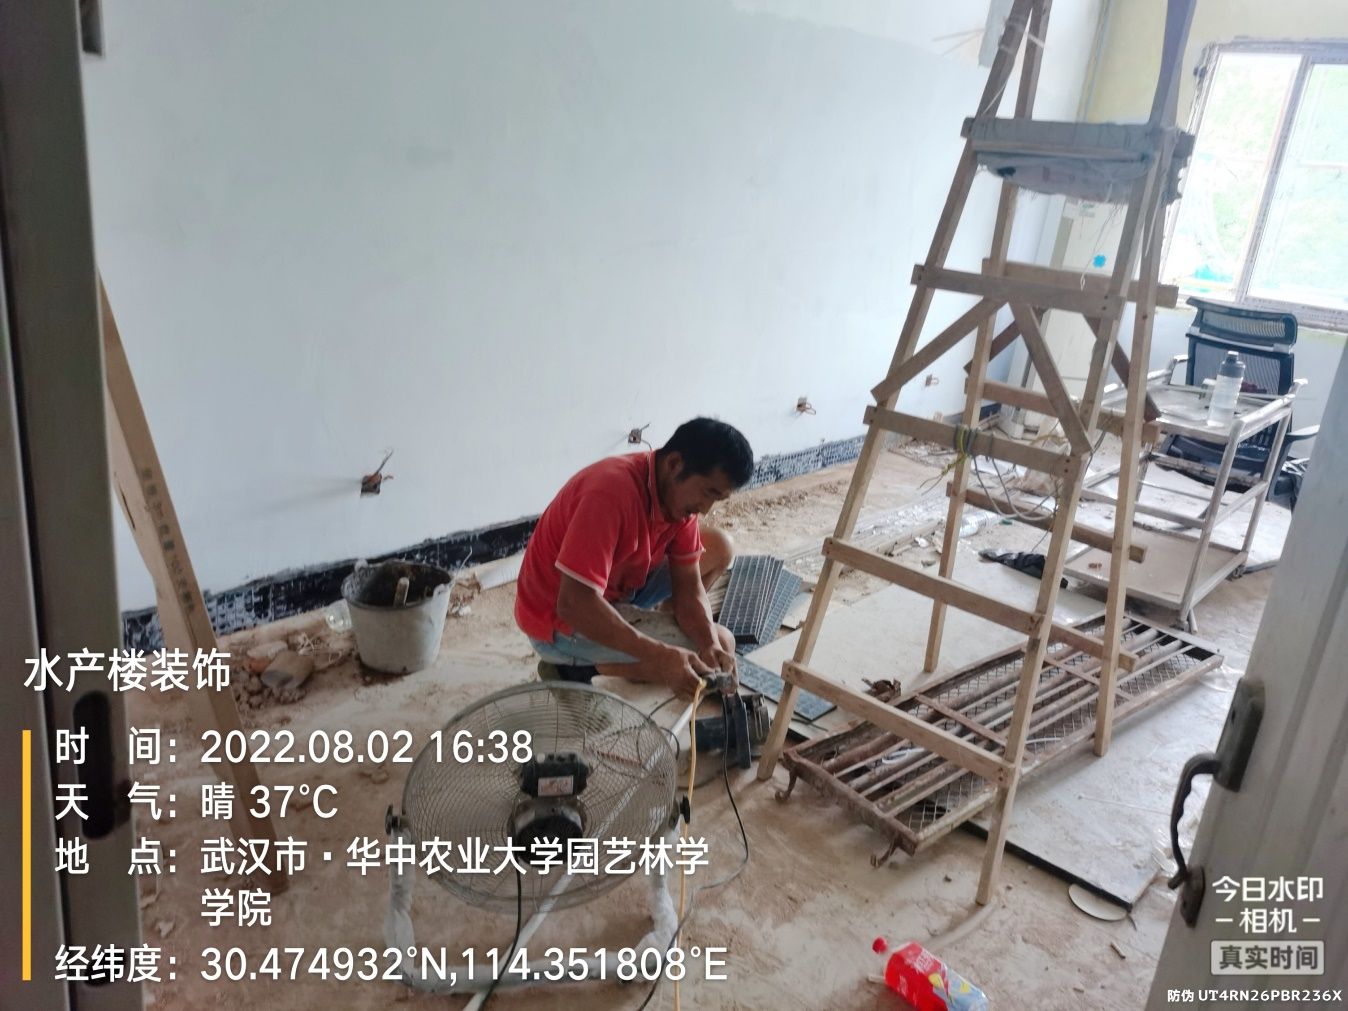 水产楼装饰
时 间：2022.08.02 16:38
天 气：晴 37℃
地 点：武汉市·华中农业大学园艺林学
学院
经纬度：30.474932°N,114.351808°E
今日水印
相机
真实时间
防伪 UT4RN26PBR236X